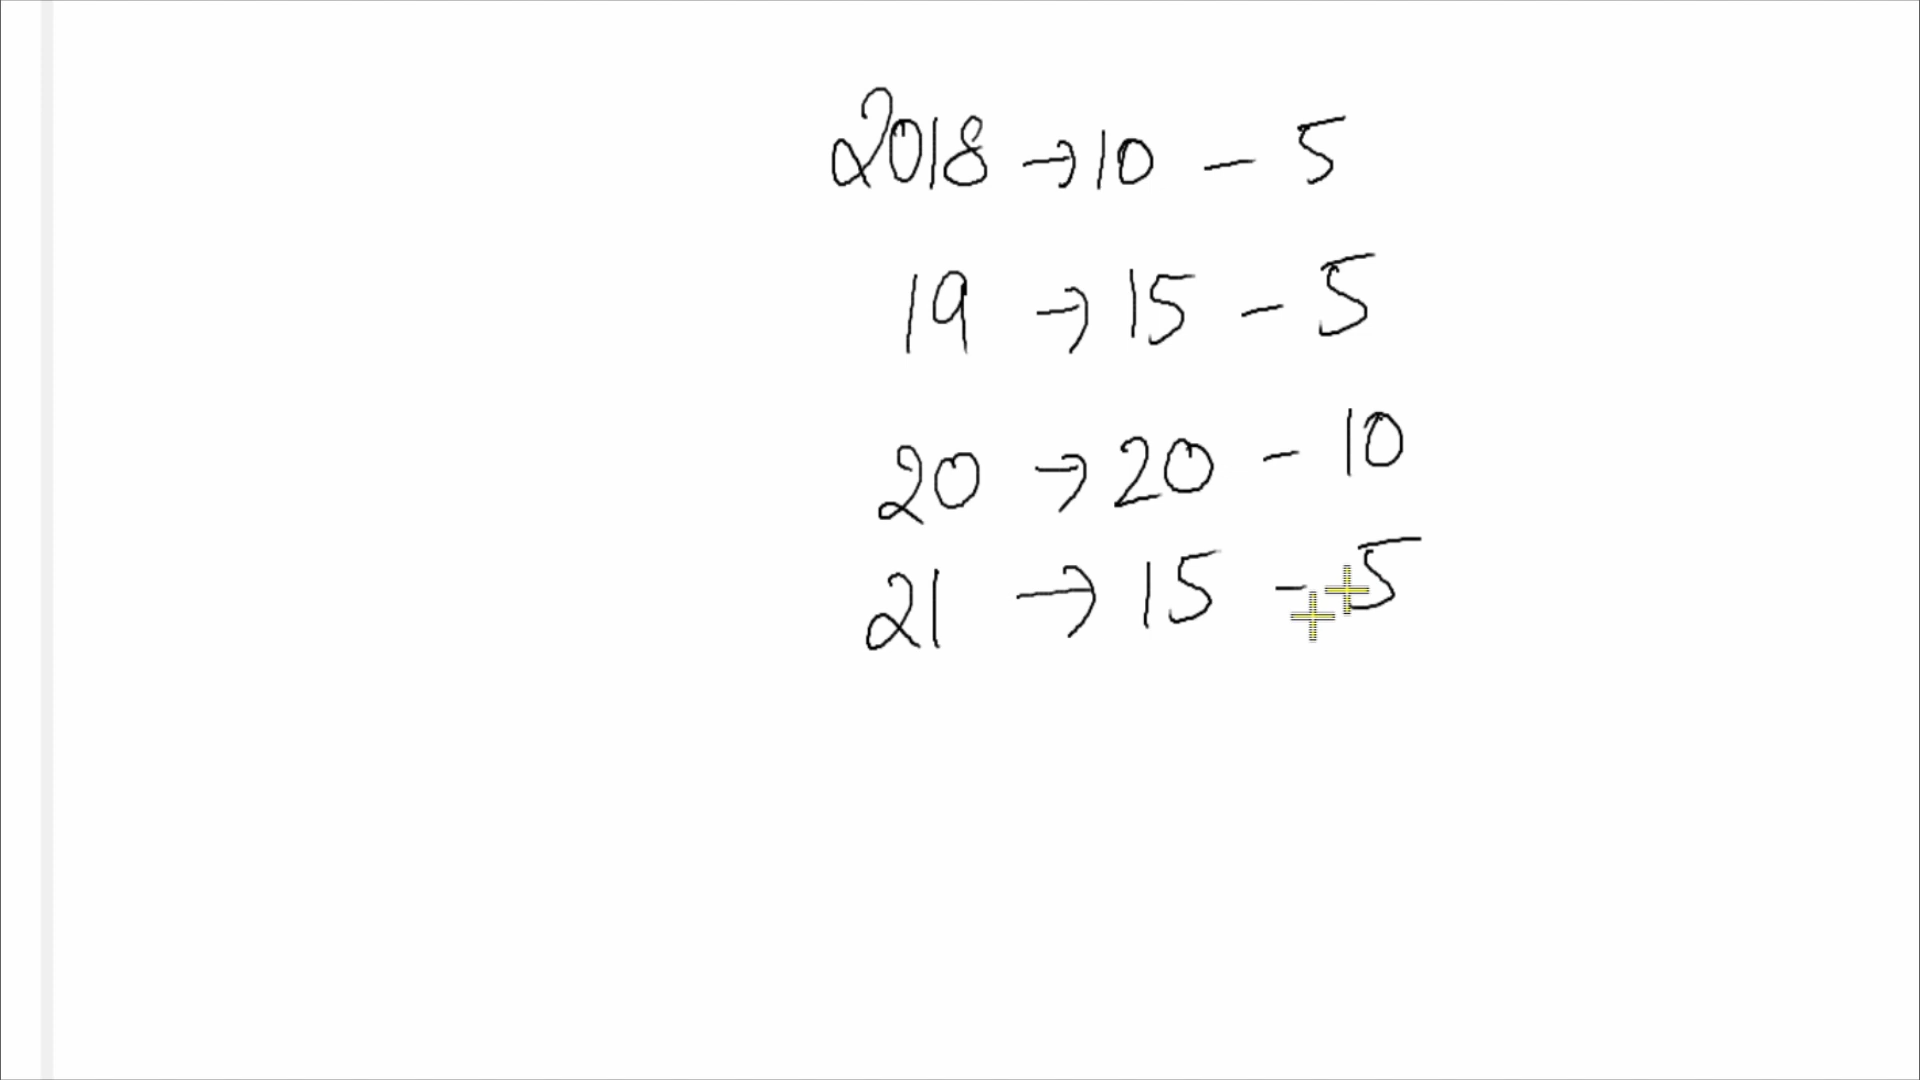 2018 → 10 - 5
19 → 15 - 5
20 → 20 - 10
21 → 15 - 5